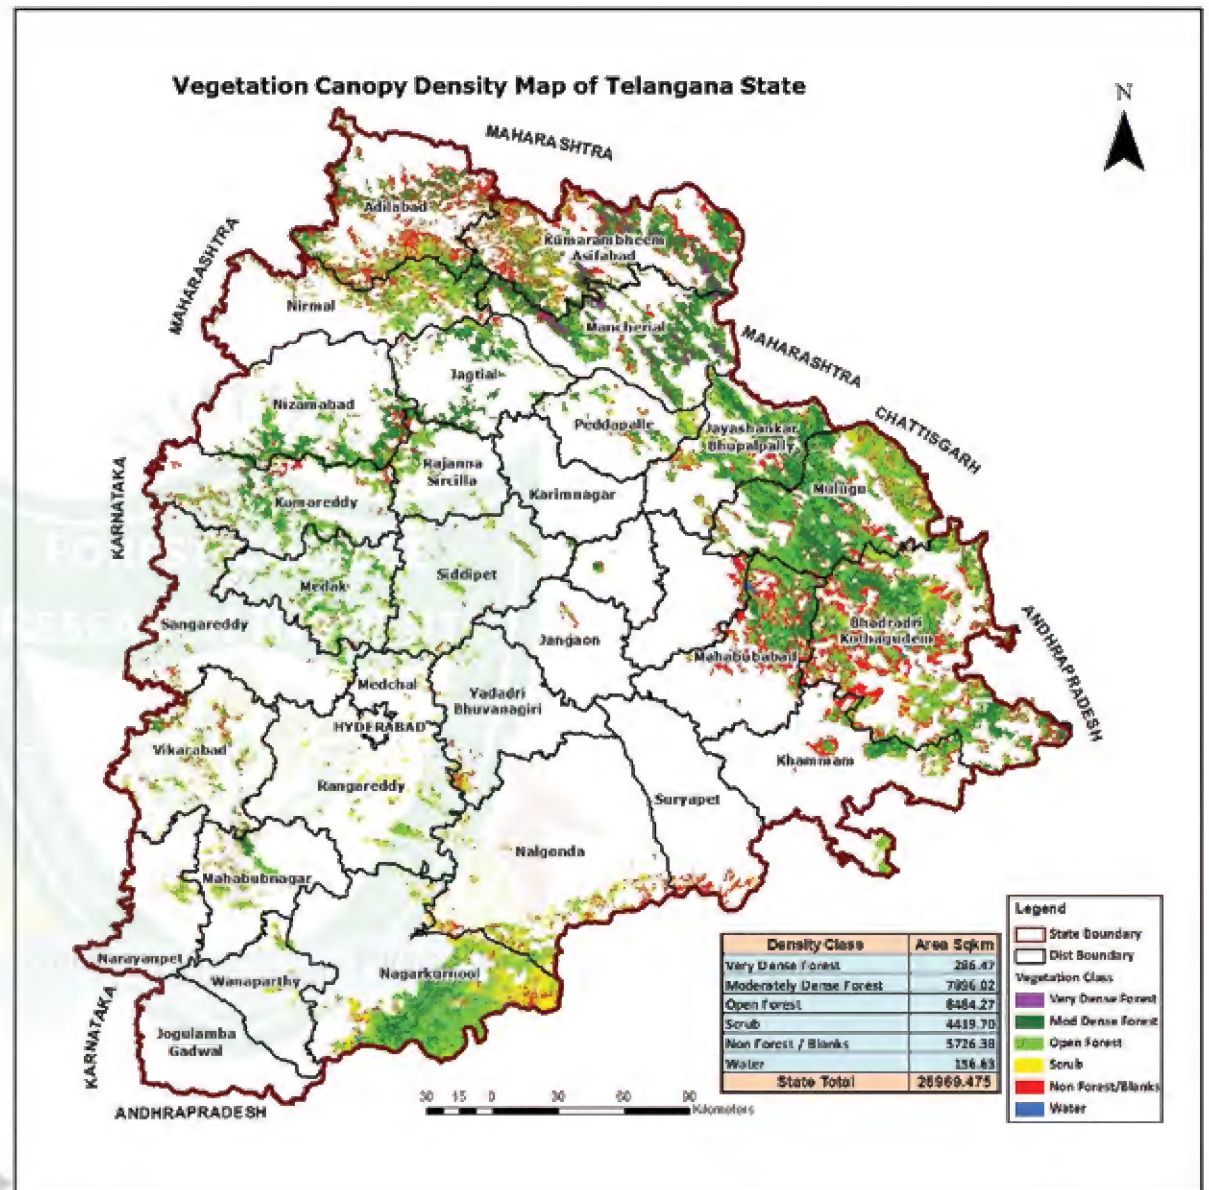 Vegetation Canopy Density Map of Telangana State
N
MAHARASHTRA
Adilabad
Kumarambheem
Asifabad
MAHARASHTRA
Nirmal
Mancherial
MAHARASHTRA
Jagtial
Nizamabad
Peddapalle
Jayashankar
Bhupalpally
CHATTISGARH
Rajanna
Sircilla
Karimnagar
Mulugu
KARNATAKA
Kamareddy
Siddipet
Medak
Sangareddy
Jangaon
Bhadradri
Kothagudem
Mahabubabad
ANDHRAPRADESH
Medchal
Yadadri
Bhuvanagiri
HYDERABAD
Vikarabad
Rangareddy
Khammam
Suryapet
Nalgonda
Mahabubnagar
Narayanpet
Wanaparthy
Nagarkurnool
KARNATAKA
Jogulamba
Gadwal
ANDHRAPRADESH
30 15 0 30 60 90
Kilometers
Density Class Area Sqkm
Very Dense Forest 286.47
Moderately Dense Forest 7896.02
Open Forest 8484.27
Scrub 4419.70
Non Forest / Blanks 5726.38
Water 156.63
State Total 26969.475
Legend
State Boundary
Dist Boundary
Vegetation Class
Very Dense Forest
Mod Dense Forest
Open Forest
Scrub
Non Forest/Blanks
Water